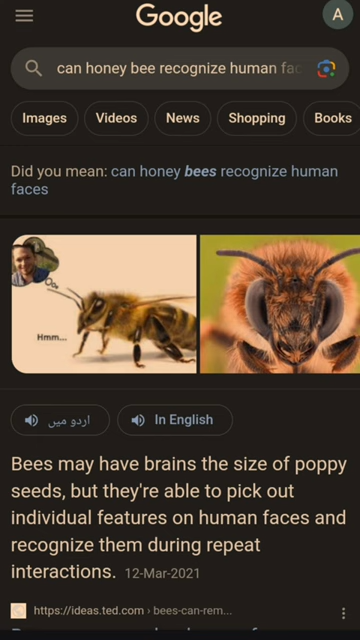 Google
A
can honey bee recognize human fac
Images Videos News Shopping Books
Did you mean: can honey bees recognize human
faces
Hmm...
اردو میں In English
Bees may have brains the size of poppy
seeds, but they're able to pick out
individual features on human faces and
recognize them during repeat
interactions. 12-Mar-2021
https://ideas.ted.com › bees-can-rem...